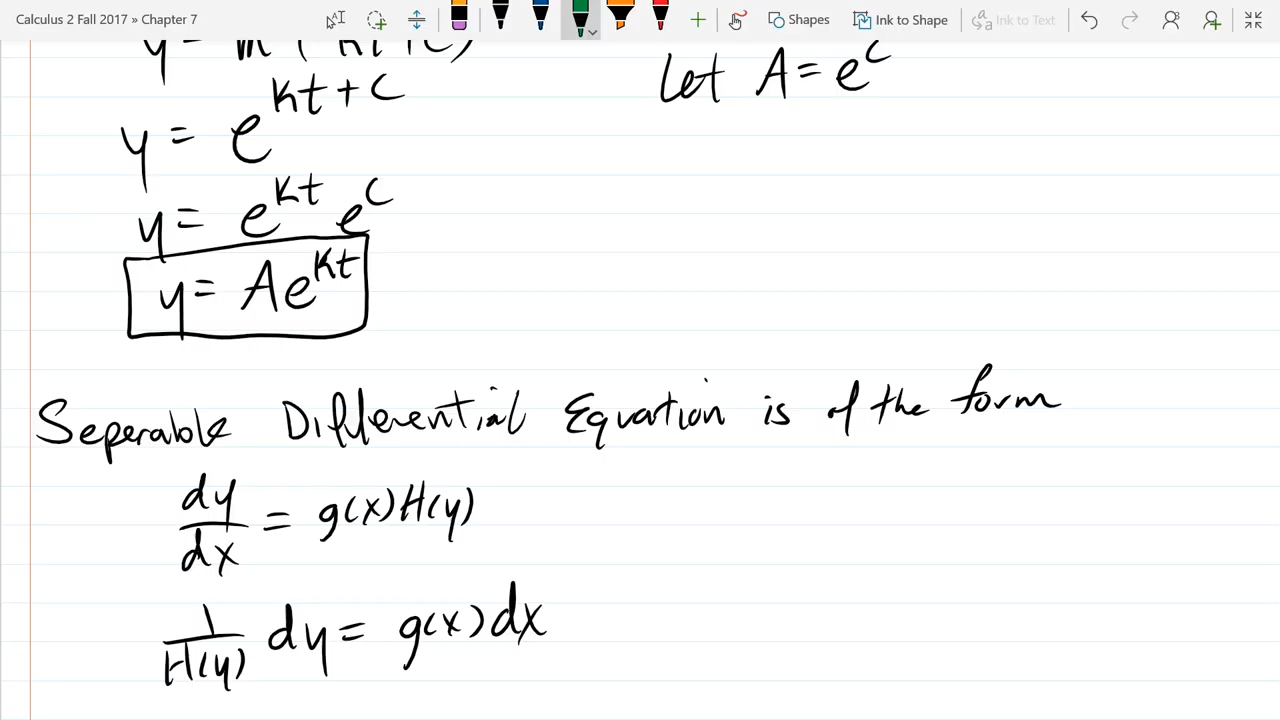 Calculus 2 Fall 2017 » Chapter 7 Shapes Ink to Shape Ink to Text
y =
Let A = e^c
y = e^{kt + c}
y = e^{kt} e^c
y = Ae^{kt}
Seperable Differential Equation is of the form
dy/dx = g(x)H(y)
1/H(y) dy = g(x)dx